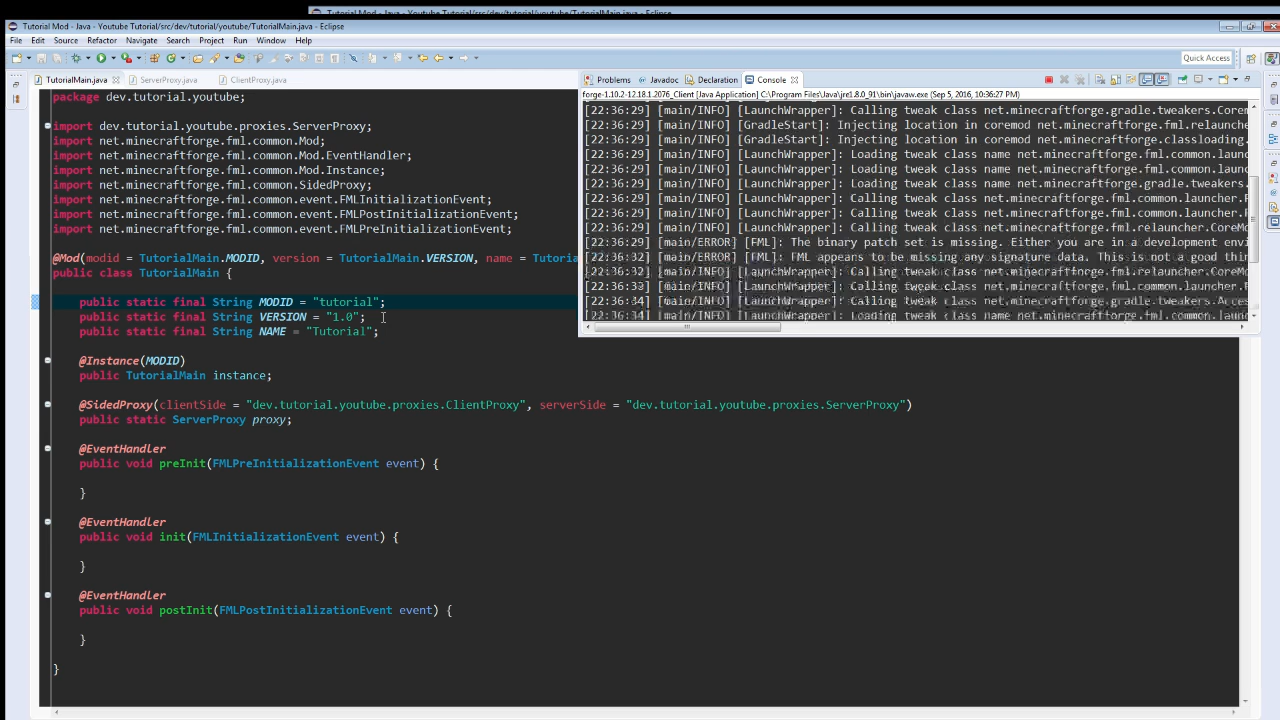 Tutorial Mod - Java - Youtube Tutorial/src/dev/tutorial/youtube/TutorialMain.java - Eclipse
File Edit Source Refactor Navigate Search Project Run Window Help
Quick Access
TutorialMain.java ServerProxy.java ClientProxy.java
package dev.tutorial.youtube;
import dev.tutorial.youtube.proxies.ServerProxy;
import net.minecraftforge.fml.common.Mod;
import net.minecraftforge.fml.common.Mod.EventHandler;
import net.minecraftforge.fml.common.Mod.Instance;
import net.minecraftforge.fml.common.SidedProxy;
import net.minecraftforge.fml.common.event.FMLInitializationEvent;
import net.minecraftforge.fml.common.event.FMLPostInitializationEvent;
import net.minecraftforge.fml.common.event.FMLPreInitializationEvent;
@Mod(modid = TutorialMain.MODID, version = TutorialMain.VERSION, name = Tutoria
public class TutorialMain {
public static final String MODID = "tutorial";
public static final String VERSION = "1.0";
public static final String NAME = "Tutorial";
@Instance(MODID)
public TutorialMain instance;
@SidedProxy(clientSide = "dev.tutorial.youtube.proxies.ClientProxy", serverSide = "dev.tutorial.youtube.proxies.ServerProxy")
public static ServerProxy proxy;
@EventHandler
public void preInit(FMLPreInitializationEvent event) {
}
@EventHandler
public void init(FMLInitializationEvent event) {
}
@EventHandler
public void postInit(FMLPostInitializationEvent event) {
}
}
Problems Javadoc Declaration Console
forge-1.10.2-12.18.1.2076_Client [Java Application] C:\Program Files\Java\jre1.8.0_91\bin\javaw.exe (Sep 5, 2016, 10:36:27 PM)
[22:36:29] [main/INFO] [LaunchWrapper]: Calling tweak class net.minecraftforge.gradle.tweakers.Corem
[22:36:29] [main/INFO] [GradleStart]: Injecting location in coremod net.minecraftforge.fml.relauncher
[22:36:29] [main/INFO] [GradleStart]: Injecting location in coremod net.minecraftforge.classloading.
[22:36:29] [main/INFO] [LaunchWrapper]: Loading tweak class name net.minecraftforge.fml.common.launc
[22:36:29] [main/INFO] [LaunchWrapper]: Loading tweak class name net.minecraftforge.fml.common.launc
[22:36:29] [main/INFO] [LaunchWrapper]: Loading tweak class name net.minecraftforge.gradle.tweakers.
[22:36:29] [main/INFO] [LaunchWrapper]: Calling tweak class net.minecraftforge.fml.common.launcher.
[22:36:29] [main/INFO] [LaunchWrapper]: Calling tweak class net.minecraftforge.fml.common.launcher.
[22:36:29] [main/INFO] [LaunchWrapper]: Calling tweak class net.minecraftforge.fml.relauncher.CoreMo
[22:36:29] [main/ERROR] [FML]: The binary patch set is missing. Either you are in a development envi
[22:36:32] [main/ERROR] [FML]: FML appears to be missing any signature data. This is not a good thin
[22:36:32] [main/INFO] [LaunchWrapper]: Calling tweak class net.minecraftforge.fml.relauncher.CoreMo
[main/INFO] [LaunchWrapper]: Calling tweak class net.minecraftforge.fml.common.launcher.
[22:36:34] [main/INFO] [LaunchWrapper]: Calling tweak class net.minecraftforge.gradle.tweakers.
[22:36:34] [main/INFO] [LaunchWrapper]: Loading tweak class name net.minecraftforge.fml.common.